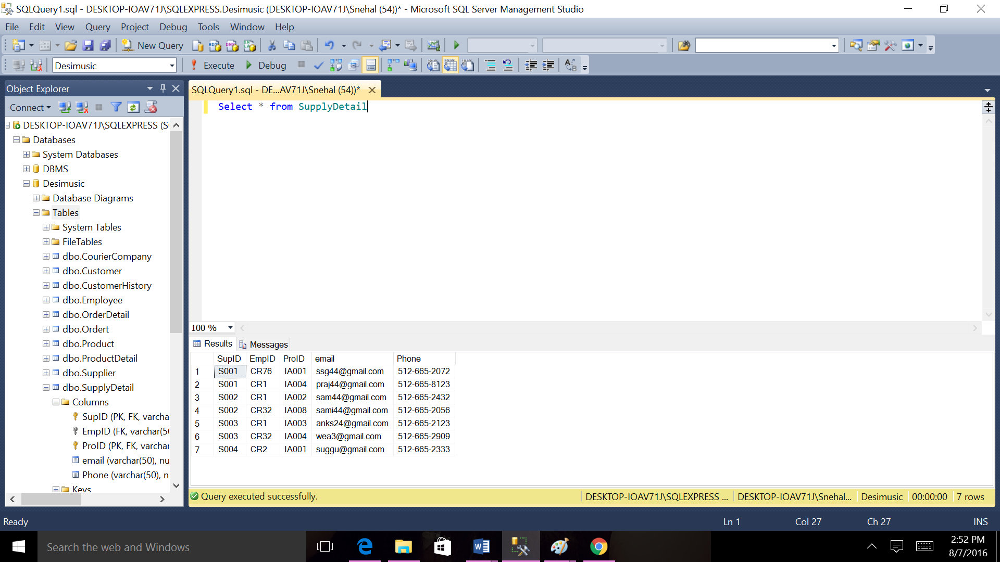 SQLQuery1.sql - DESKTOP-IOAV71J\SQLEXPRESS.Desimusic (DESKTOP-IOAV71J\Snehal (54))* - Microsoft SQL Server Management Studio
File Edit View Query Project Debug Tools Window Help
New Query
Desimusic Execute Debug
Object Explorer
SQLQuery1.sql - DE...AV71J\Snehal (54))*
Connect
Select * from SupplyDetail
DESKTOP-IOAV71J\SQLEXPRESS (S
Databases
System Databases
DBMS
Desimusic
Database Diagrams
Tables
System Tables
FileTables
dbo.CourierCompany
dbo.Customer
dbo.CustomerHistory
dbo.Employee
dbo.OrderDetail
dbo.Ordert
dbo.Product
dbo.ProductDetail
dbo.Supplier
dbo.SupplyDetail
Columns
SupID (PK, FK, varcha
EmpID (FK, varchar(50
ProID (PK, FK, varchar
email (varchar(50), nu
Phone (varchar(50), n
Keys
100 %
Results Messages
SupID EmpID ProID email Phone
1 S001 CR76 IA001 ssg44@gmail.com 512-665-2072
2 S001 CR1 IA004 praj44@gmail.com 512-665-8123
3 S002 CR1 IA002 sam44@gmail.com 512-665-2432
4 S002 CR32 IA008 sami44@gmail.com 512-665-2056
5 S003 CR1 IA003 anks24@gmail.com 512-665-2123
6 S003 CR32 IA004 wea3@gmail.com 512-665-2909
7 S004 CR2 IA001 suggu@gmail.com 512-665-2333
Query executed successfully. DESKTOP-IOAV71J\SQLEXPRESS ... DESKTOP-IOAV71J\Snehal... Desimusic 00:00:00 7 rows
Ready Ln 1 Col 27 Ch 27 INS
Search the web and Windows
2:52 PM
8/7/2016